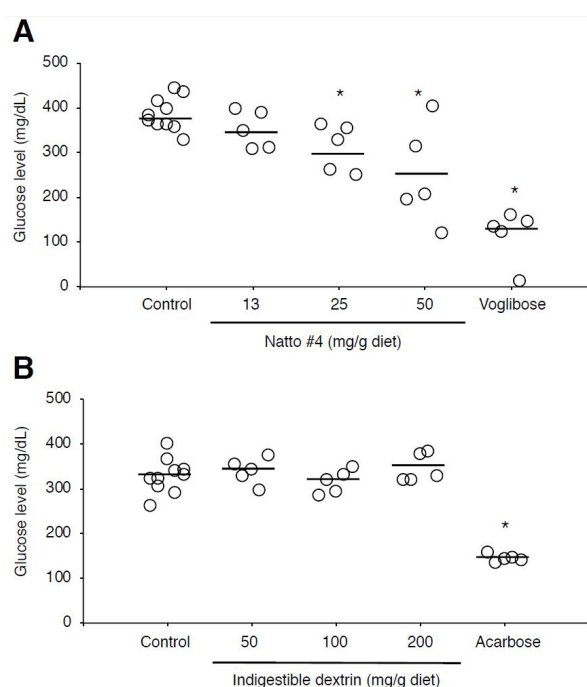 A
500
400
300
200
100
0
Glucose level (mg/dL)
* * *
Control 13 25 50 Voglibose
Natto #4 (mg/g diet)
B
500
400
300
200
100
0
Glucose level (mg/dL)
*
Control 50 100 200 Acarbose
Indigestible dextrin (mg/g diet)